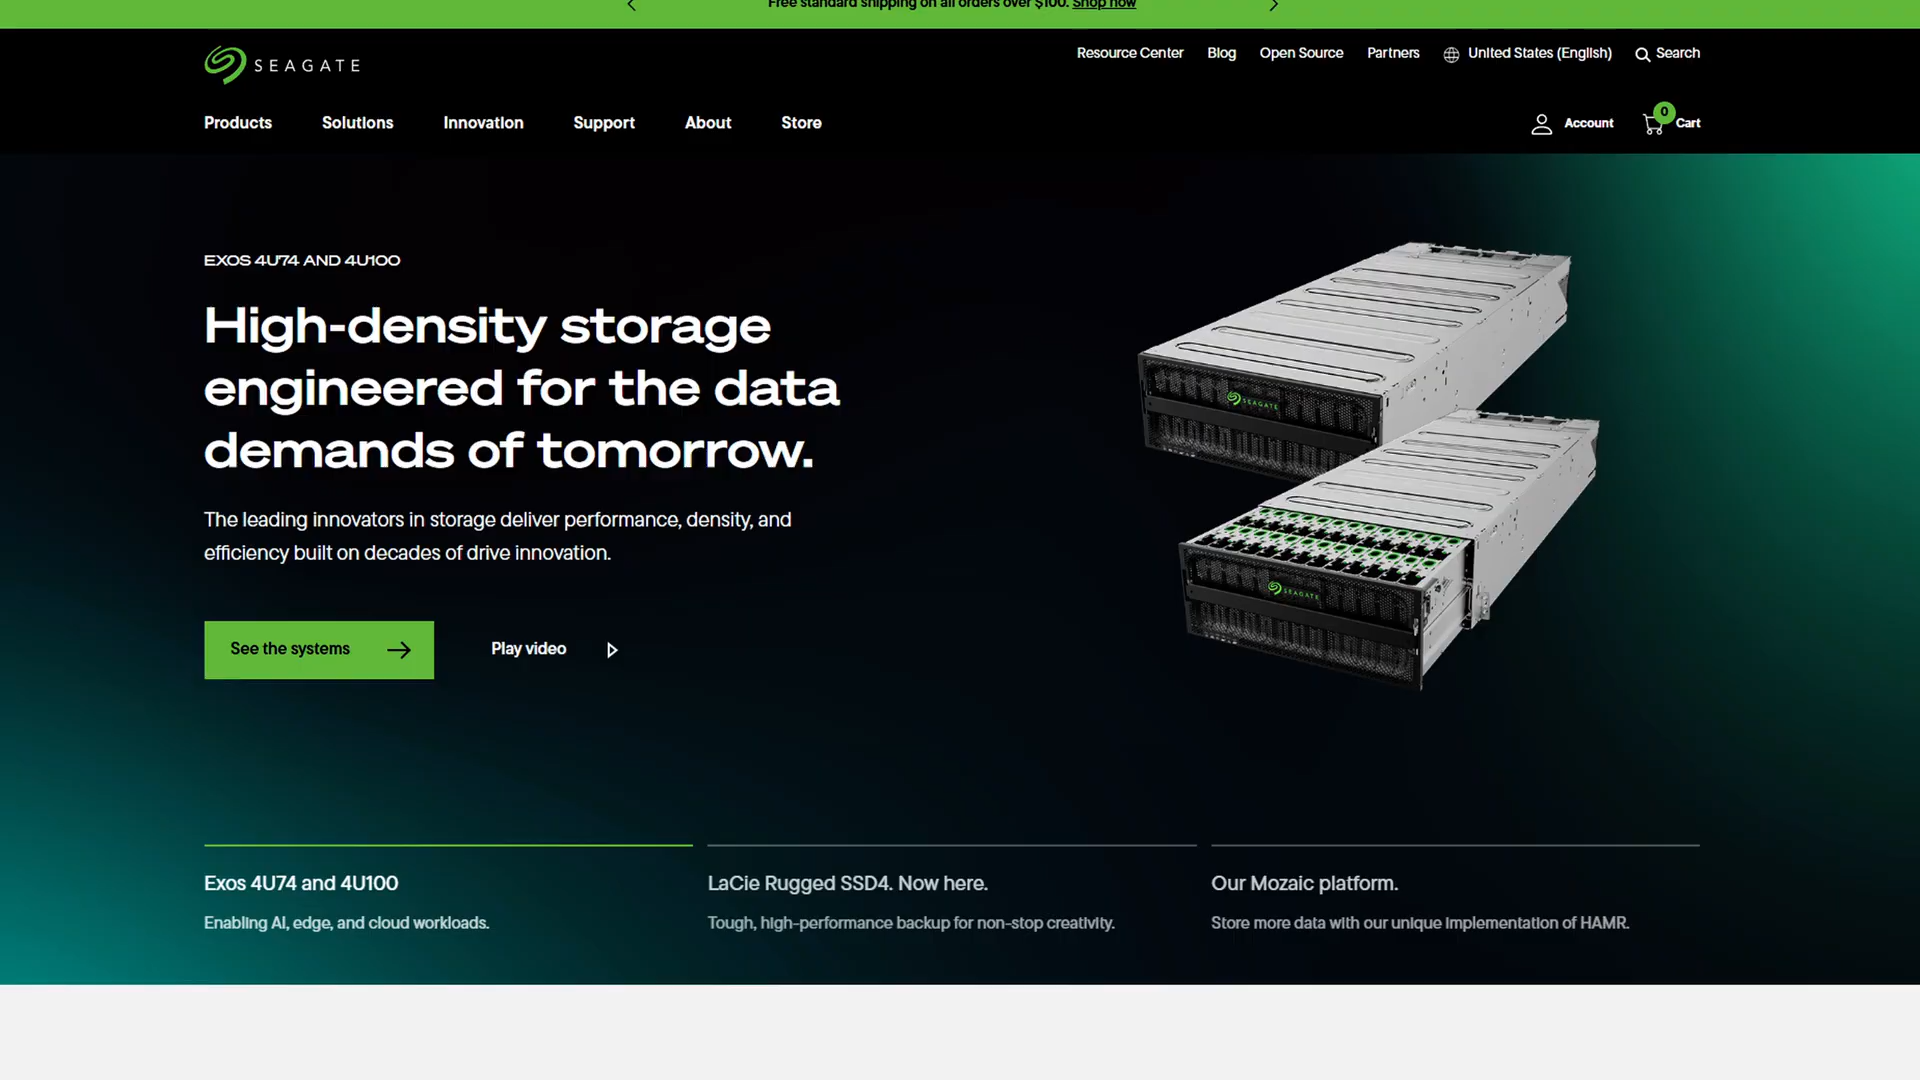 Free standard shipping on all orders over $100. Shop now
SEAGATE
Resource Center Blog Open Source Partners United States (English) Search
Products Solutions Innovation Support About Store
Account 0 Cart
EXOS 4U74 AND 4U100
High-density storage
engineered for the data
demands of tomorrow.
The leading innovators in storage deliver performance, density, and
efficiency built on decades of drive innovation.
See the systems
Play video
SEAGATE
SEAGATE
Exos 4U74 and 4U100
Enabling AI, edge, and cloud workloads.
LaCie Rugged SSD4. Now here.
Tough, high-performance backup for non-stop creativity.
Our Mozaic platform.
Store more data with our unique implementation of HAMR.